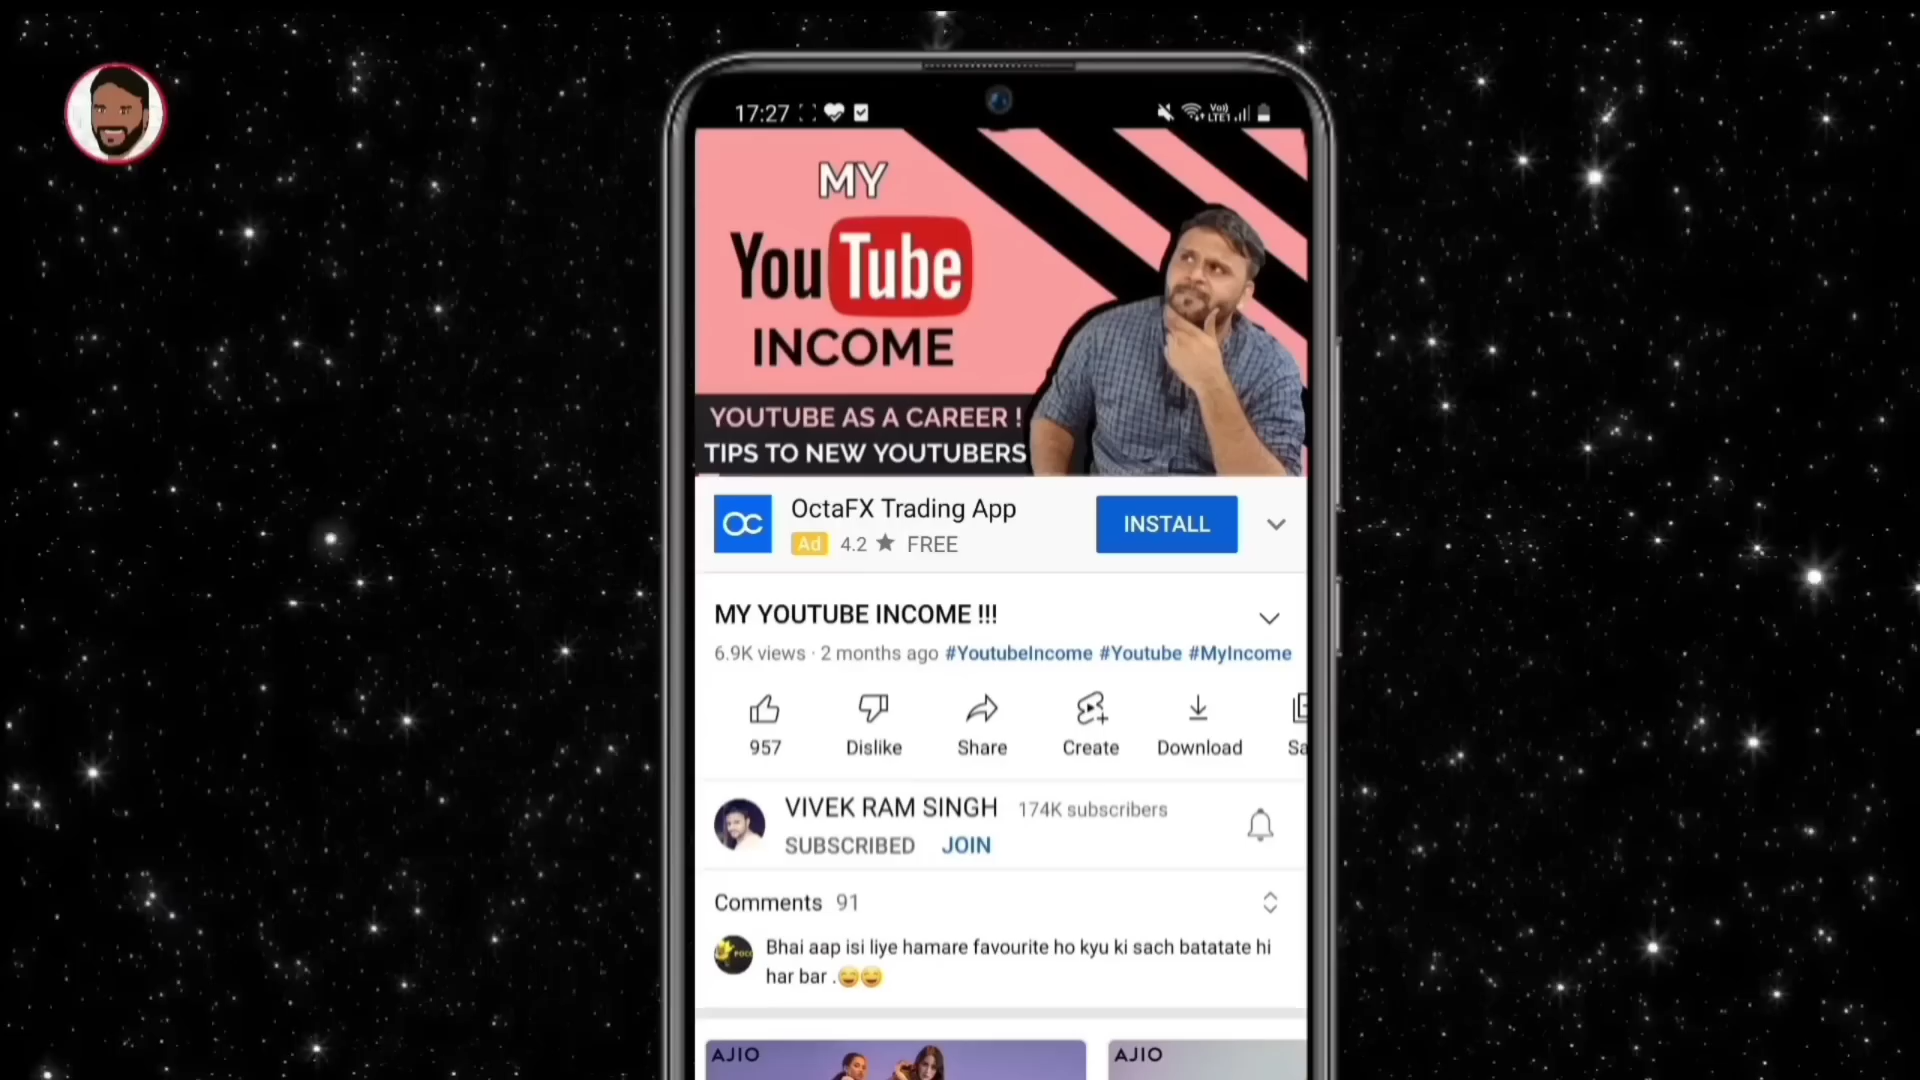 17:27
Vo)) LTE1
MY
YouTube
INCOME
YOUTUBE AS A CAREER !
TIPS TO NEW YOUTUBERS
OctaFX Trading App
Ad 4.2 ★ FREE
INSTALL
MY YOUTUBE INCOME !!!
6.9K views · 2 months ago #YoutubeIncome #Youtube #MyIncome
957 Dislike Share Create Download Sa
VIVEK RAM SINGH 174K subscribers
SUBSCRIBED JOIN
Comments 91
Bhai aap isi liye hamare favourite ho kyu ki sach batatate hi
har bar .😄😄
AJIO AJIO